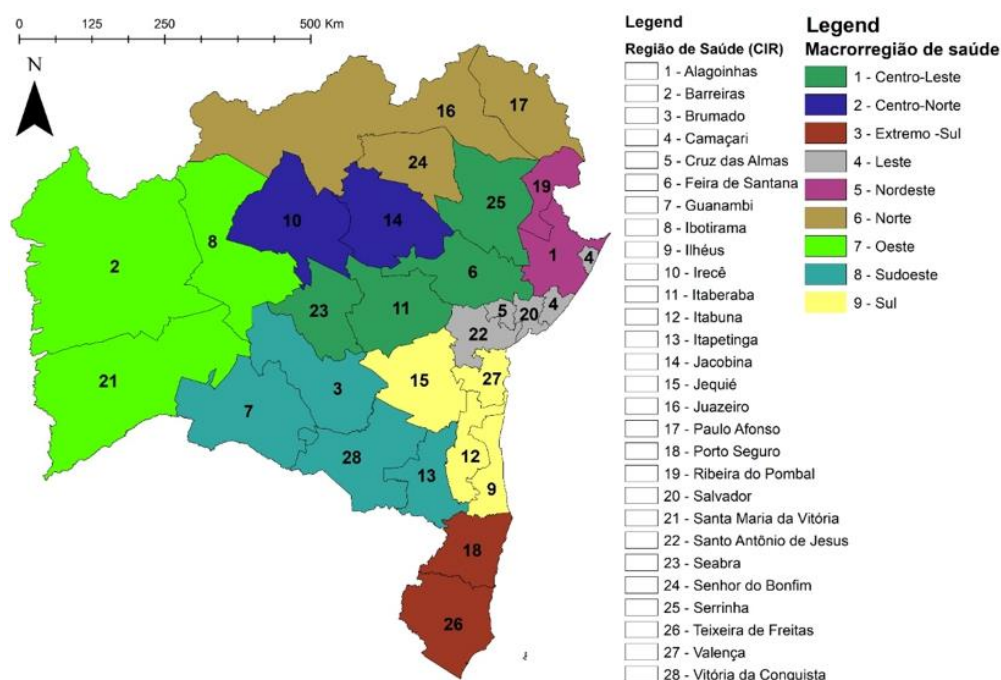 0 125 250 500 Km
N
16
17
24
19
25
10
14
8
1
4
2
6
23
11
5
20
4
22
21
3
15
27
7
28
12
13
9
18
26
Legend
Região de Saúde (CIR)
1 - Alagoinhas
2 - Barreiras
3 - Brumado
4 - Camaçari
5 - Cruz das Almas
6 - Feira de Santana
7 - Guanambi
8 - Ibotirama
9 - Ilhéus
10 - Irecê
11 - Itaberaba
12 - Itabuna
13 - Itapetinga
14 - Jacobina
15 - Jequié
16 - Juazeiro
17 - Paulo Afonso
18 - Porto Seguro
19 - Ribeira do Pombal
20 - Salvador
21 - Santa Maria da Vitória
22 - Santo Antônio de Jesus
23 - Seabra
24 - Senhor do Bonfim
25 - Serrinha
26 - Teixeira de Freitas
27 - Valença
28 - Vitória da Conquista
Legend
Macrorregião de saúde
1 - Centro-Leste
2 - Centro-Norte
3 - Extremo -Sul
4 - Leste
5 - Nordeste
6 - Norte
7 - Oeste
8 - Sudoeste
9 - Sul